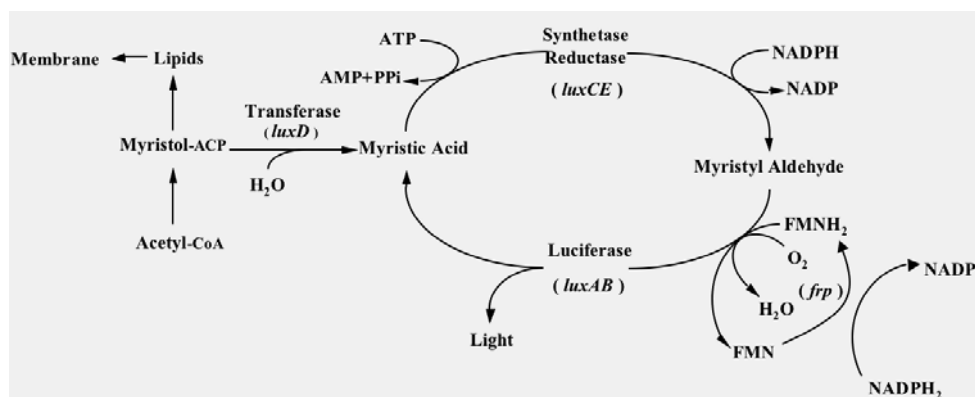 ATP
Synthetase
Reductase
( luxCE )
NADPH
Membrane
Lipids
AMP+PPi
NADP
Transferase
( luxD )
Myristol-ACP
Myristic Acid
Myristyl Aldehyde
H₂O
FMNH₂
Acetyl-CoA
Luciferase
( luxAB )
O₂
NADP
H₂O
( frp )
Light
FMN
NADPH₂